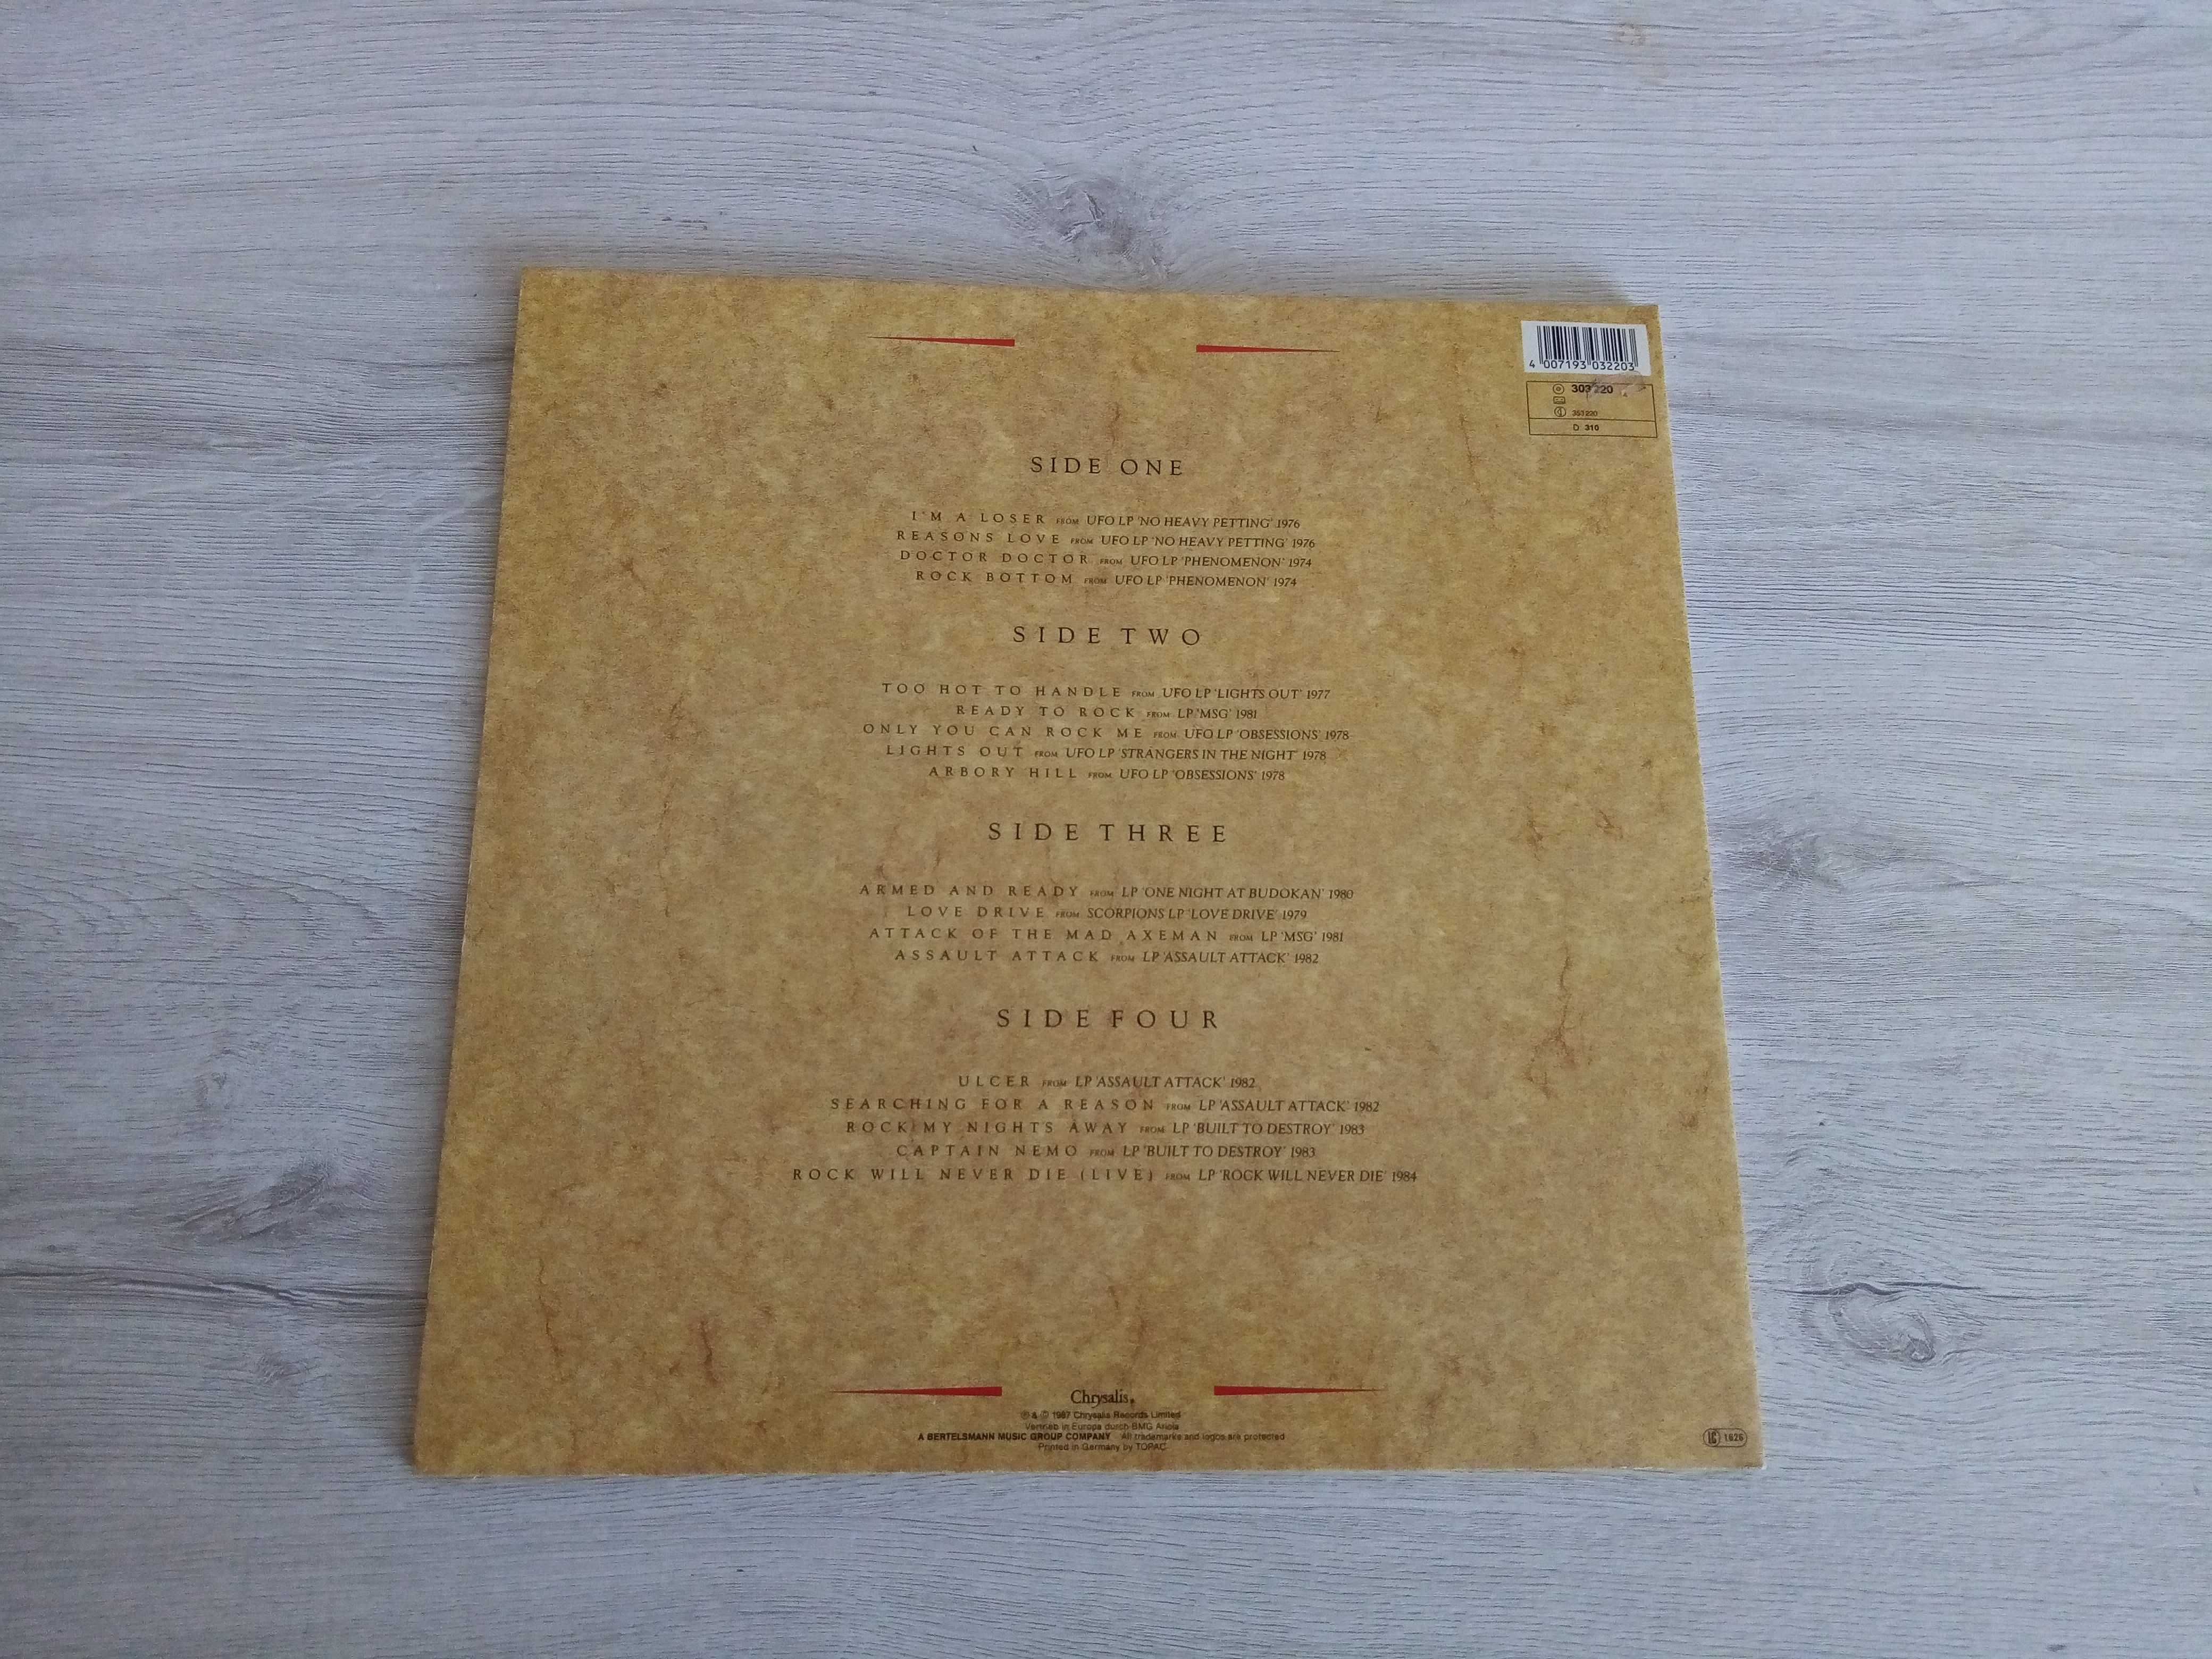 4 007193 032203
303 220
353 220
D 310
SIDE ONE
I'M A LOSER FROM UFO LP 'NO HEAVY PETTING' 1976
REASONS LOVE FROM UFO LP 'NO HEAVY PETTING' 1976
DOCTOR DOCTOR FROM UFO LP 'PHENOMENON' 1974
ROCK BOTTOM FROM UFO LP 'PHENOMENON' 1974
SIDE TWO
TOO HOT TO HANDLE FROM UFO LP 'LIGHTS OUT' 1977
READY TO ROCK FROM LP 'MSG' 1981
ONLY YOU CAN ROCK ME FROM UFO LP 'OBSESSIONS' 1978
LIGHTS OUT FROM UFO LP 'STRANGERS IN THE NIGHT' 1978
ARBORY HILL FROM UFO LP 'OBSESSIONS' 1978
SIDE THREE
ARMED AND READY FROM LP 'ONE NIGHT AT BUDOKAN' 1980
LOVE DRIVE FROM SCORPIONS LP 'LOVE DRIVE' 1979
ATTACK OF THE MAD AXEMAN FROM LP 'MSG' 1981
ASSAULT ATTACK FROM LP 'ASSAULT ATTACK' 1982
SIDE FOUR
ULCER FROM LP 'ASSAULT ATTACK' 1982
SEARCHING FOR A REASON FROM LP 'ASSAULT ATTACK' 1982
ROCK MY NIGHTS AWAY FROM LP 'BUILT TO DESTROY' 1983
CAPTAIN NEMO FROM LP 'BUILT TO DESTROY' 1983
ROCK WILL NEVER DIE (LIVE) FROM LP 'ROCK WILL NEVER DIE' 1984
Chrysalis
℗ & © 1987 Chrysalis Records Limited
Vertrieb in Europa durch BMG Ariola
A BERTELSMANN MUSIC GROUP COMPANY All trademarks and logos are protected
Printed in Germany by TOPAC
LC 1626